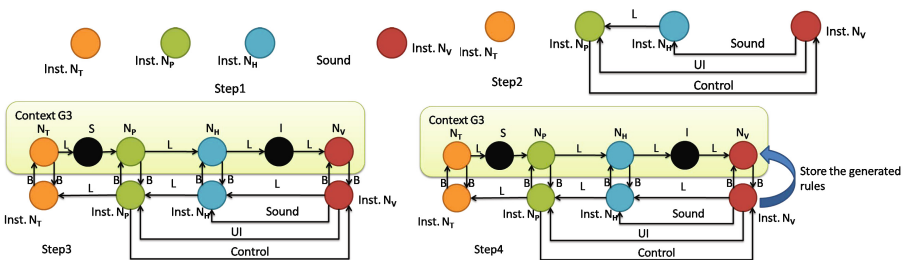 Inst. N_T
Inst. N_P
Inst. N_H
Sound
Inst. N_V
Step1
Inst. N_T
L
Inst. N_P
Inst. N_H
Inst. N_V
Sound
UI
Step2
Control
Context G3
N_T S N_P N_H I N_V
L L L L L
B B B B B B B B
L L L
Inst. N_T
Inst. N_P
Inst. N_H
Inst. N_V
Sound
UI
Step3
Control
Context G3
N_T S N_P N_H I N_V
L L L L L
B B B B B B B B
L L L
Store the generated
rules
Inst. N_T
Inst. N_P
Inst. N_H
Inst. N_V
Sound
UI
Step4
Control